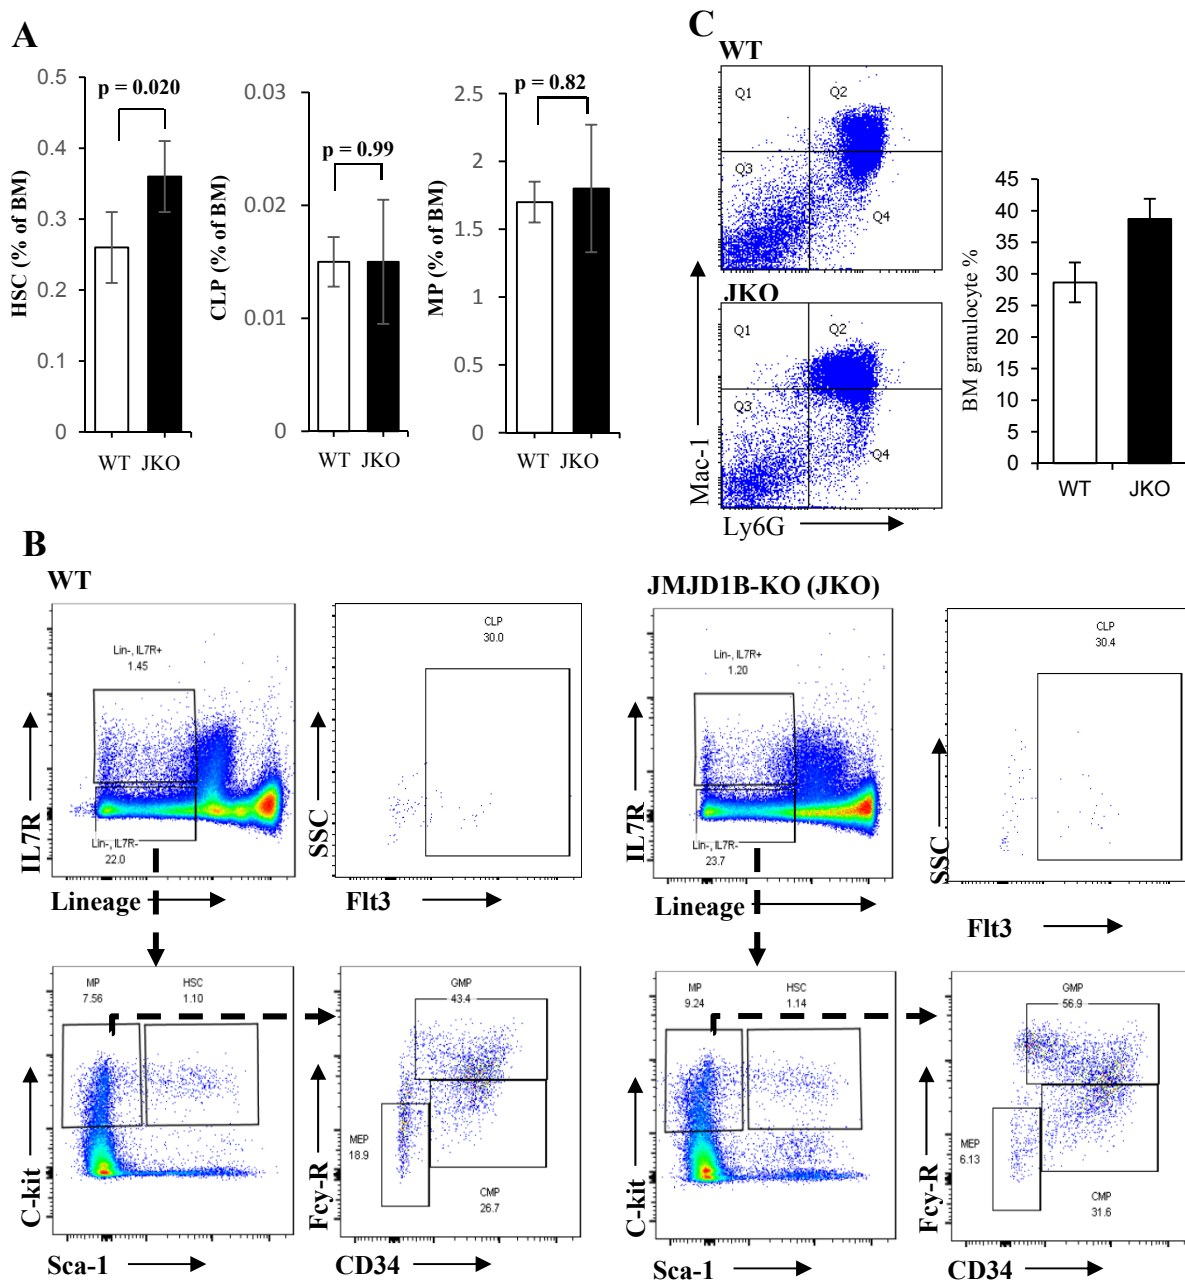 A
p = 0.020
HSC (% of BM)
0.5
0.4
0.3
0.2
0.1
0
WT JKO
p = 0.99
CLP (% of BM)
0.03
0.02
0.01
0
WT JKO
p = 0.82
MP (% of BM)
2.5
2
1.5
1
0.5
0
WT JKO
C
WT
Q1
Q2
Q3
Q4
JKO
Q1
Q2
Q3
Q4
Mac-1
Ly6G
BM granulocyte %
45
40
35
30
25
20
15
10
5
0
WT
JKO
B
WT
Lin-, IL7R+
1.45
Lin-, IL7R-
22.0
IL7R
Lineage
CLP
30.0
SSC
Flt3
MP
7.56
HSC
1.10
C-kit
Sca-1
GMP
43.4
MEP
18.9
CMP
26.7
Fcy-R
CD34
JMJD1B-KO (JKO)
Lin-, IL7R+
1.20
Lin-, IL7R-
23.7
IL7R
Lineage
CLP
30.4
SSC
Flt3
MP
9.24
HSC
1.14
C-kit
Sca-1
GMP
56.9
MEP
6.13
CMP
31.6
Fcy-R
CD34